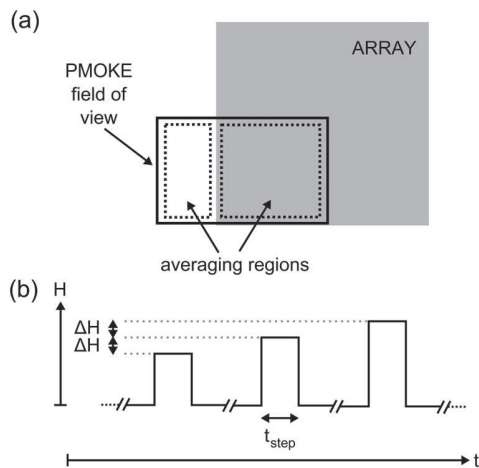 (a)
ARRAY
PMOKE
field of
view
averaging regions
(b)
H
ΔH
ΔH
t_step
t